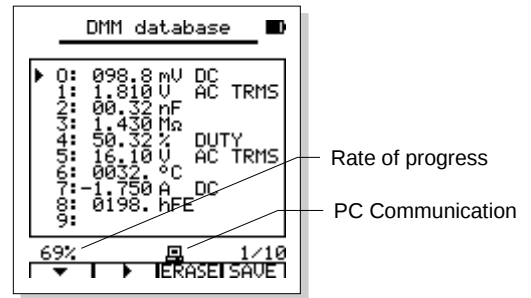 DMM database
0: 098.8 mV DC
1: 1.810 V AC TRMS
2: 00.32 nF
3: 1.430 MΩ
4: 50.32 % DUTY
5: 16.10 V AC TRMS
6: 0032. °C
7:-1.750 A DC
8: 0198. hFE
9:
Rate of progress
PC Communication
69% 1/10
ERASE SAVE